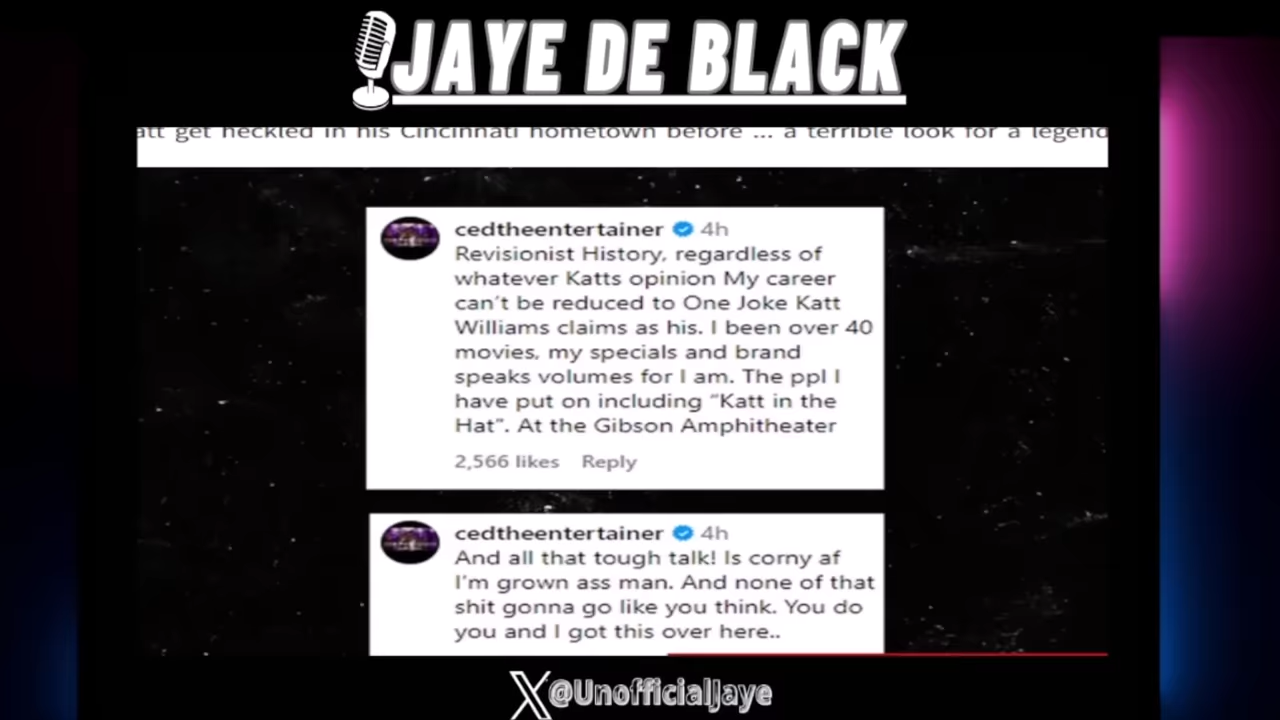 JAYE DE BLACK
att get heckled in his Cincinnati hometown before ... a terrible look for a legend
cedtheentertainer 4h
Revisionist History, regardless of
whatever Katts opinion My career
can't be reduced to One Joke Katt
Williams claims as his. I been over 40
movies, my specials and brand
speaks volumes for I am. The ppl I
have put on including "Katt in the
Hat". At the Gibson Amphitheater
2,566 likes Reply
cedtheentertainer 4h
And all that tough talk! Is corny af
I'm grown ass man. And none of that
shit gonna go like you think. You do
you and I got this over here..
X@UnofficialJaye